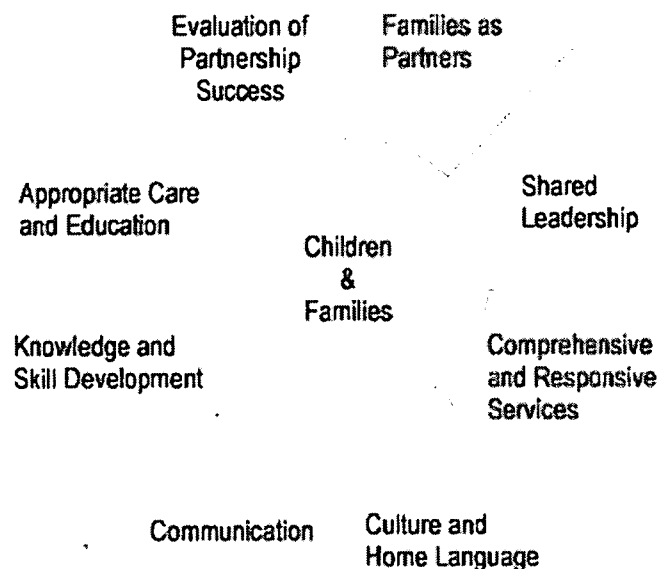 Evaluation of
Partnership
Success
Families as
Partners
Appropriate Care
and Education
Shared
Leadership
Children
&
Families
Knowledge and
Skill Development
Comprehensive
and Responsive
Services
Communication
Culture and
Home Language